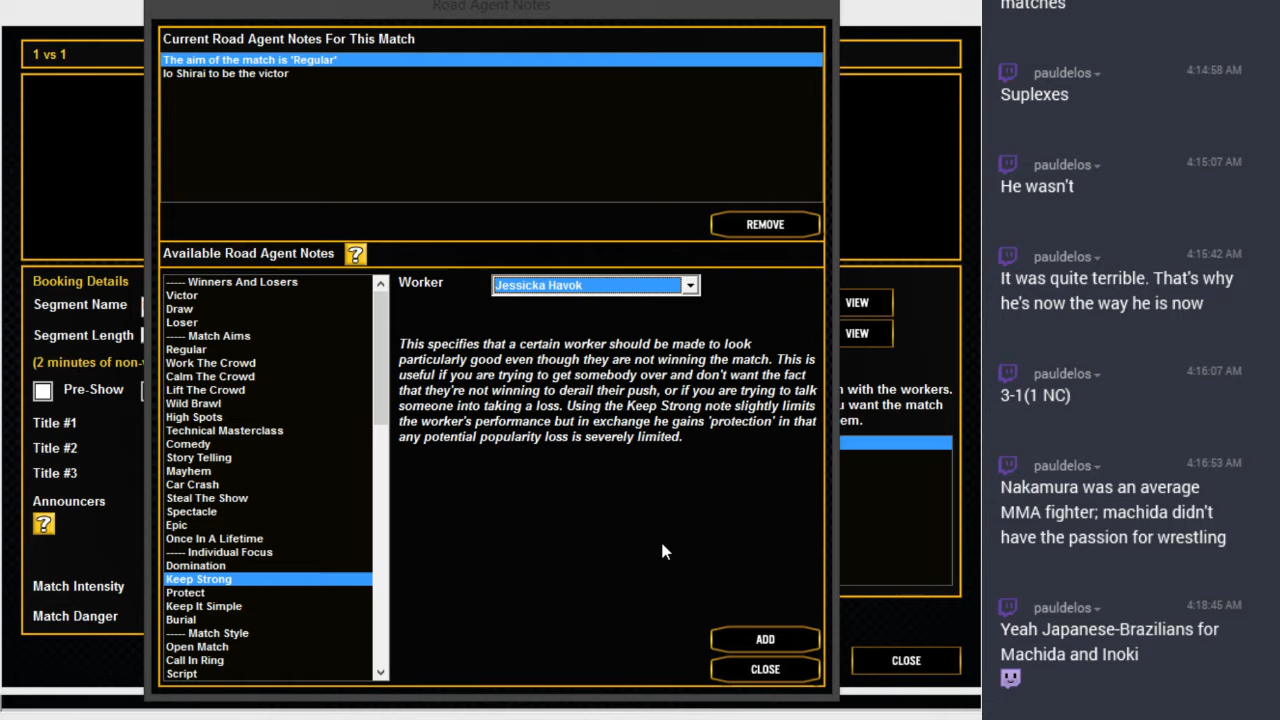 Road Agent Notes
Current Road Agent Notes For This Match
The aim of the match is 'Regular'
Io Shirai to be the victor
REMOVE
Available Road Agent Notes ?
----- Winners And Losers
Victor
Draw
Loser
----- Match Aims
Regular
Work The Crowd
Calm The Crowd
Lift The Crowd
Wild Brawl
High Spots
Technical Masterclass
Comedy
Story Telling
Mayhem
Car Crash
Steal The Show
Spectacle
Epic
Once In A Lifetime
----- Individual Focus
Domination
Keep Strong
Protect
Keep It Simple
Burial
----- Match Style
Open Match
Call In Ring
Script
Worker
Jessicka Havok
This specifies that a certain worker should be made to look
particularly good even though they are not winning the match. This is
useful if you are trying to get somebody over and don't want the fact
that they're not winning to derail their push, or if you are trying to talk
someone into taking a loss. Using the Keep Strong note slightly limits
the worker's performance but in exchange he gains 'protection' in that
any potential popularity loss is severely limited.
ADD
CLOSE
1 vs 1
Booking Details
Segment Name
Segment Length
(2 minutes of non-
Pre-Show
Title #1
Title #2
Title #3
Announcers
?
Match Intensity
Match Danger
VIEW
VIEW
with the workers.
want the match
em.
CLOSE
matches
pauldelos 4:14:58 AM
Suplexes
pauldelos 4:15:07 AM
He wasn't
pauldelos 4:15:42 AM
It was quite terrible. That's why
he's now the way he is now
pauldelos 4:16:07 AM
3-1(1 NC)
pauldelos 4:16:53 AM
Nakamura was an average
MMA fighter; machida didn't
have the passion for wrestling
pauldelos 4:18:45 AM
Yeah Japanese-Brazilians for
Machida and Inoki